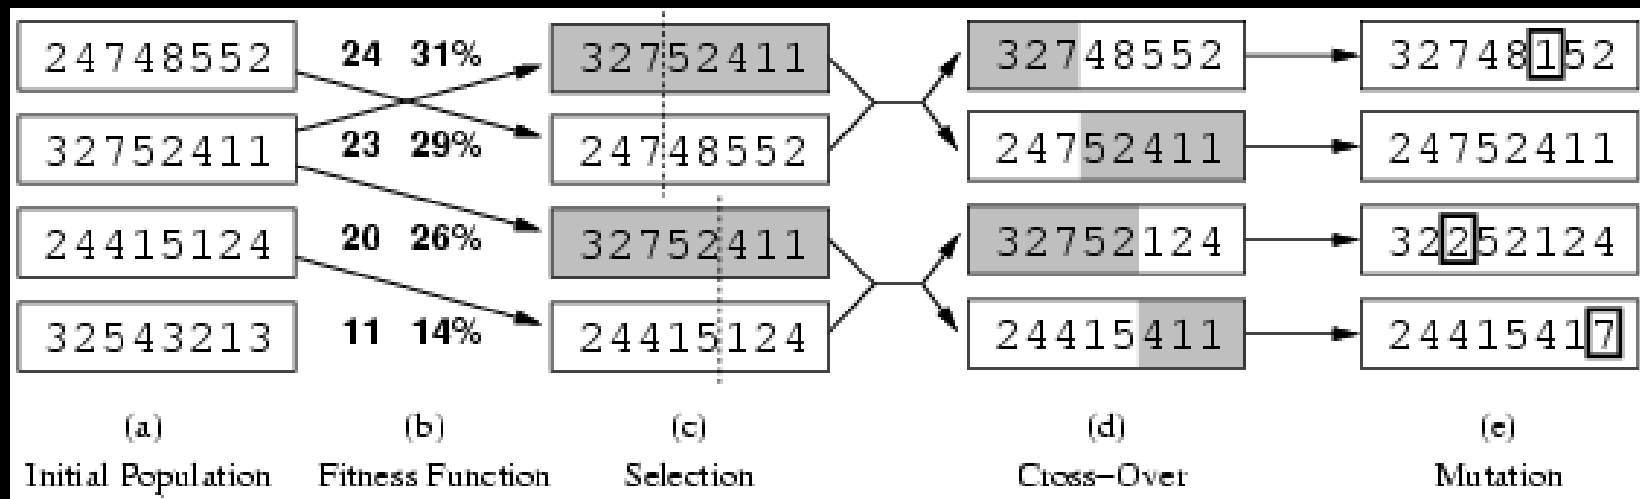 24748552 24 31% 32752411 32748552 32748152
32752411 23 29% 24748552 24752411 24752411
24415124 20 26% 32752411 32752124 32252124
32543213 11 14% 24415124 24415411 24415417
(a) (b) (c) (d) (e)
Initial Population Fitness Function Selection Cross-Over Mutation